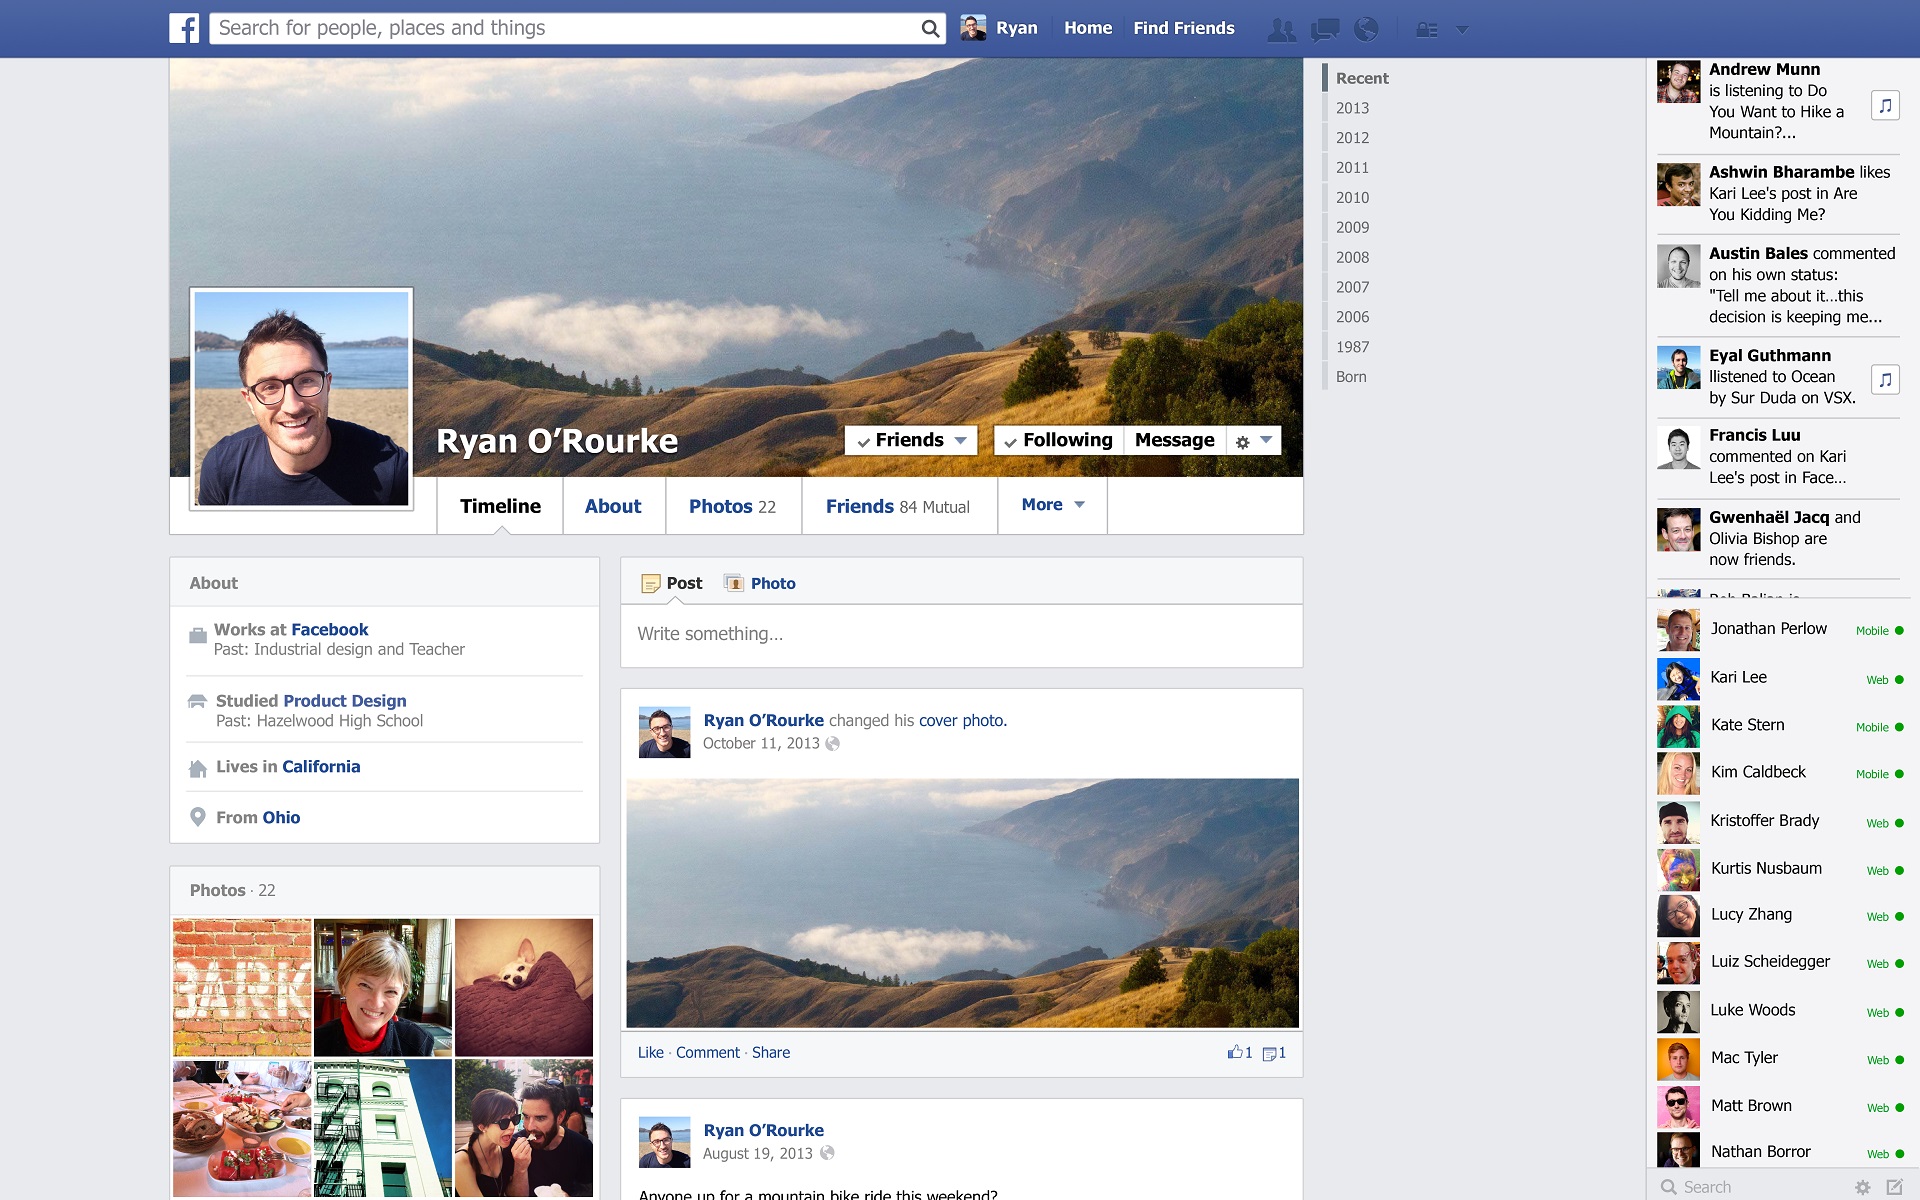 f
Search for people, places and things
Ryan
Home
Find Friends
Recent
2013
2012
2011
2010
2009
2008
2007
2006
1987
Born
Ryan O’Rourke
Friends
Following
Message
Timeline
About
Photos 22
Friends 84 Mutual
More
About
Works at Facebook
Past: Industrial design and Teacher
Studied Product Design
Past: Hazelwood High School
Lives in California
From Ohio
Photos · 22
PARK
Post
Photo
Write something...
Ryan O’Rourke changed his cover photo.
October 11, 2013
Like · Comment · Share
1
1
Ryan O’Rourke
August 19, 2013
Anyone up for a mountain bike ride this weekend?
Andrew Munn
is listening to Do
You Want to Hike a
Mountain?...
Ashwin Bharambe likes
Kari Lee's post in Are
You Kidding Me?
Austin Bales commented
on his own status:
"Tell me about it...this
decision is keeping me...
Eyal Guthmann
llistened to Ocean
by Sur Duda on VSX.
Francis Luu
commented on Kari
Lee's post in Face...
Gwenhaël Jacq and
Olivia Bishop are
now friends.
Jonathan Perlow Mobile
Kari Lee Web
Kate Stern Mobile
Kim Caldbeck Mobile
Kristoffer Brady Web
Kurtis Nusbaum Web
Lucy Zhang Web
Luiz Scheidegger Web
Luke Woods Web
Mac Tyler Web
Matt Brown Web
Nathan Borror Web
Search